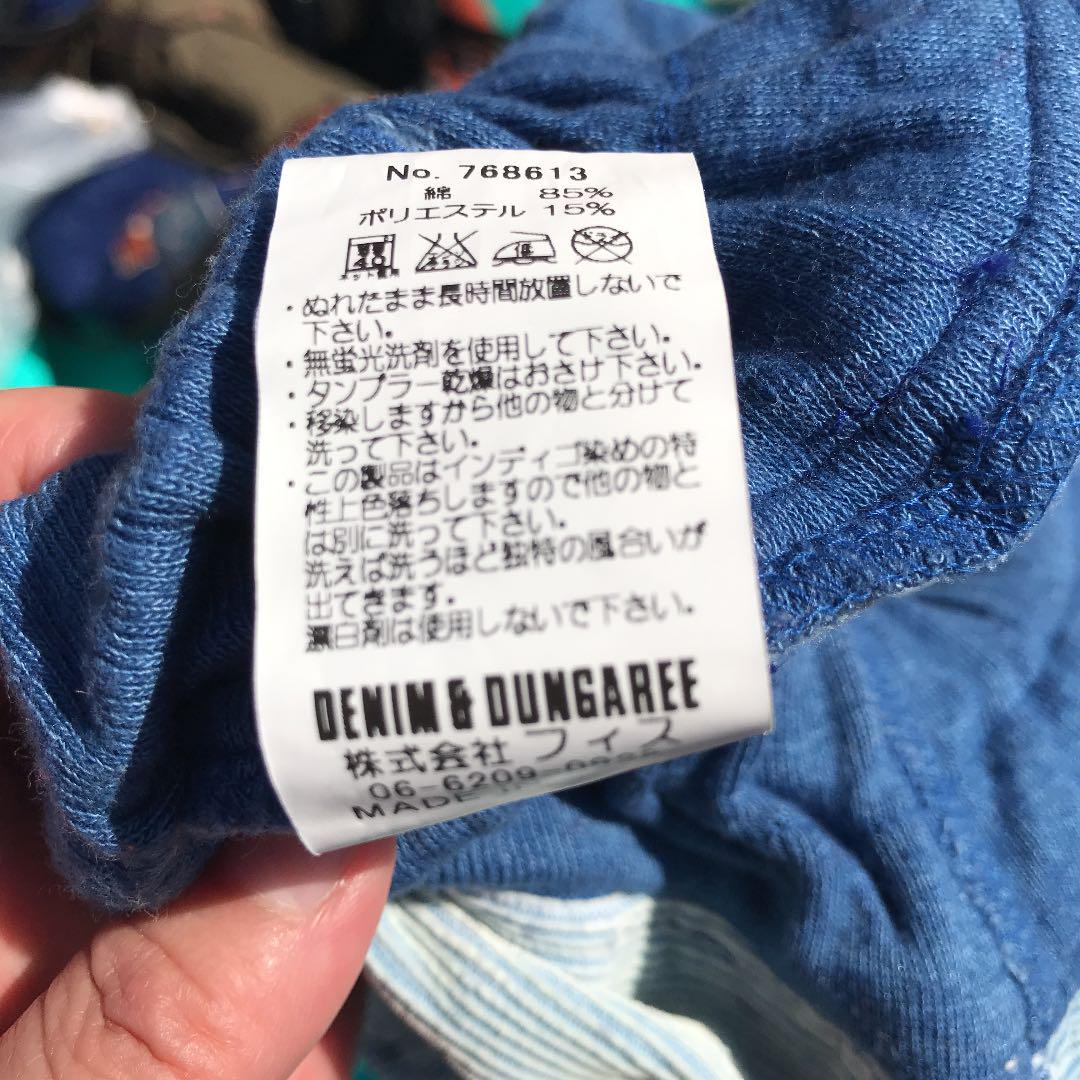 No. 768613
綿 85%
ポリエステル 15%
40
低
・ぬれたまま長時間放置しないで
下さい。
・無蛍光洗剤を使用して下さい。
・タンブラー乾燥はおさけ下さい。
・移染しますから他の物と分けて
洗って下さい。
・この製品はインディゴ染めの特
性上色落ちしますので他の物と
は別に洗って下さい。
洗えば洗うほど独特の風合いが
出てきます。
漂白剤は使用しないで下さい。
DENIM & DUNGAREE
株式会社 フィス
06-6209-
MADE